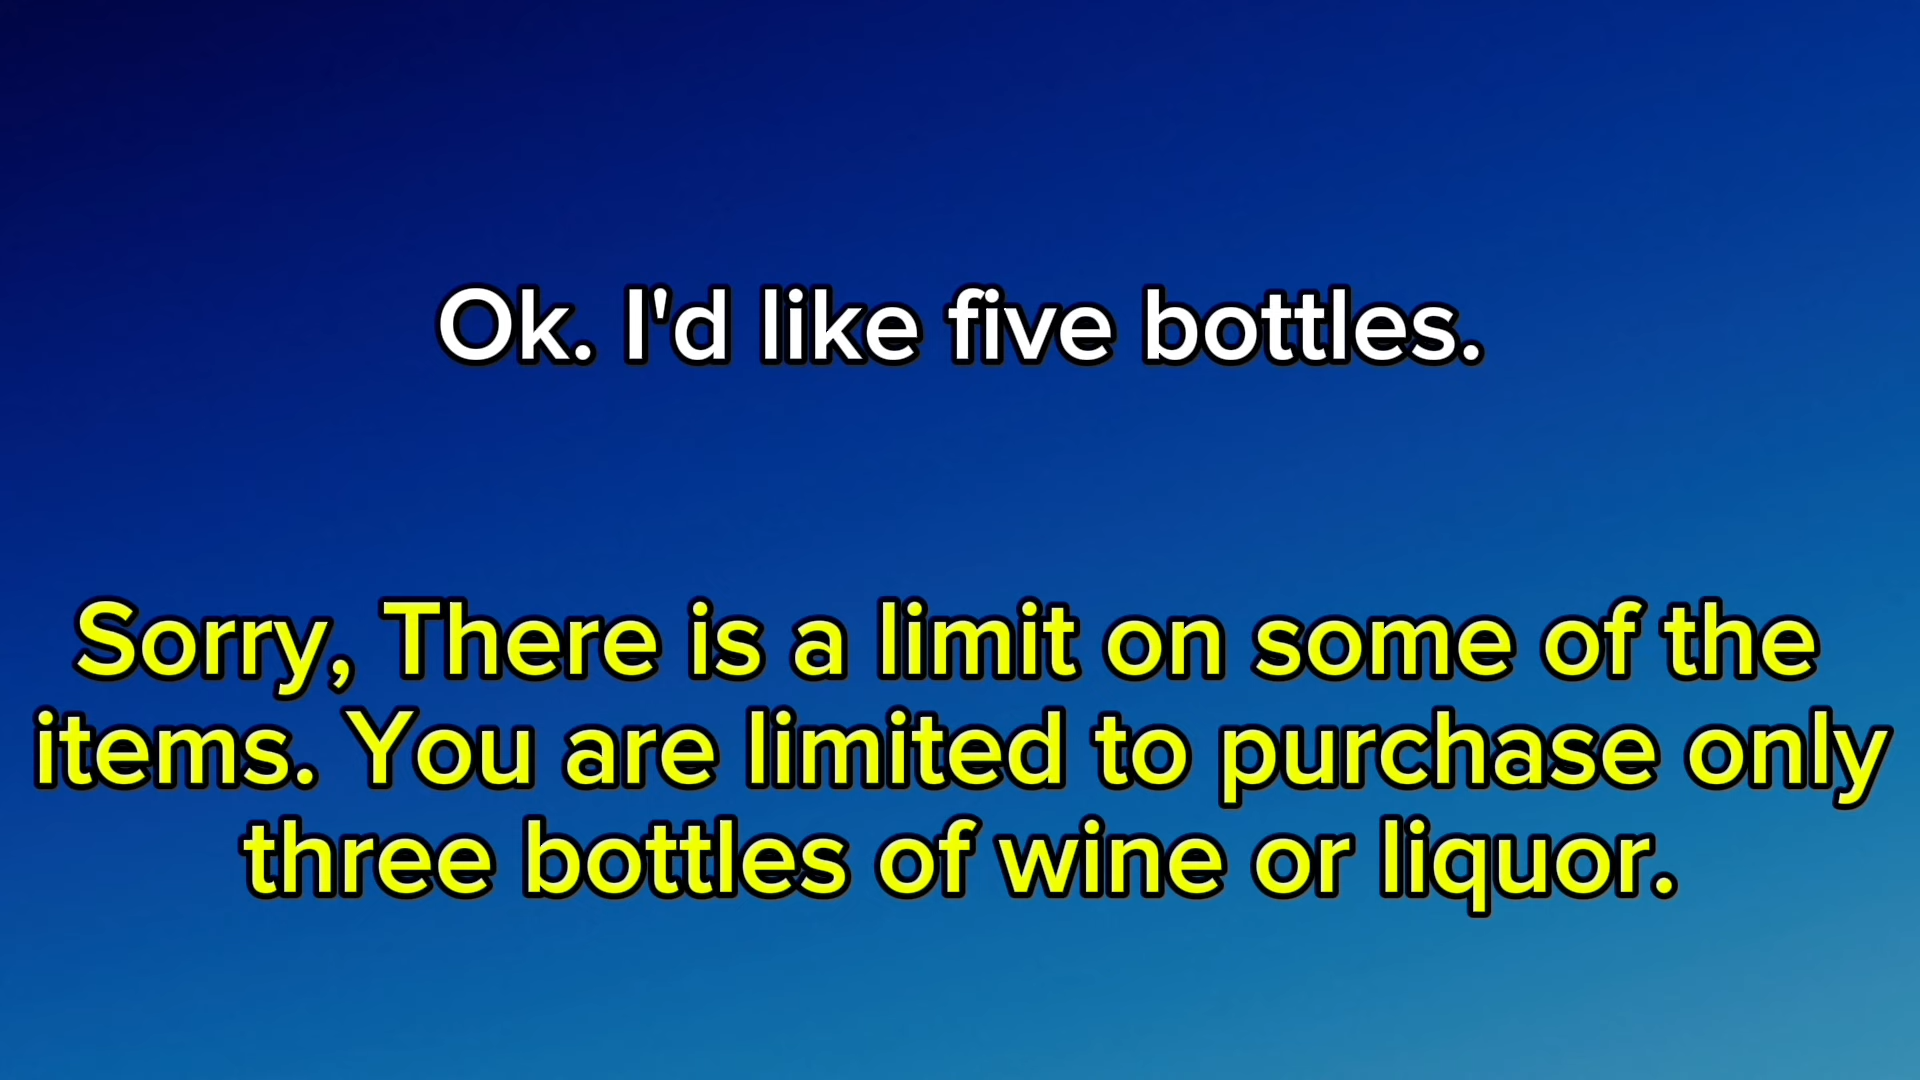 Ok. I'd like five bottles.
Sorry, There is a limit on some of the
items. You are limited to purchase only
three bottles of wine or liquor.